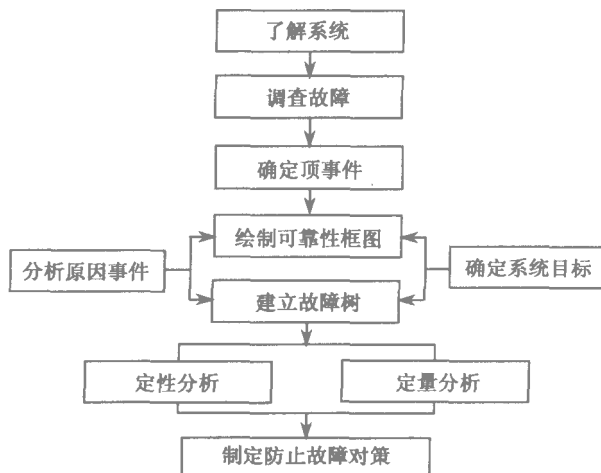 了解系统
调查故障
确定顶事件
绘制可靠性框图
分析原因事件
确定系统目标
建立故障树
定性分析
定量分析
制定防止故障对策